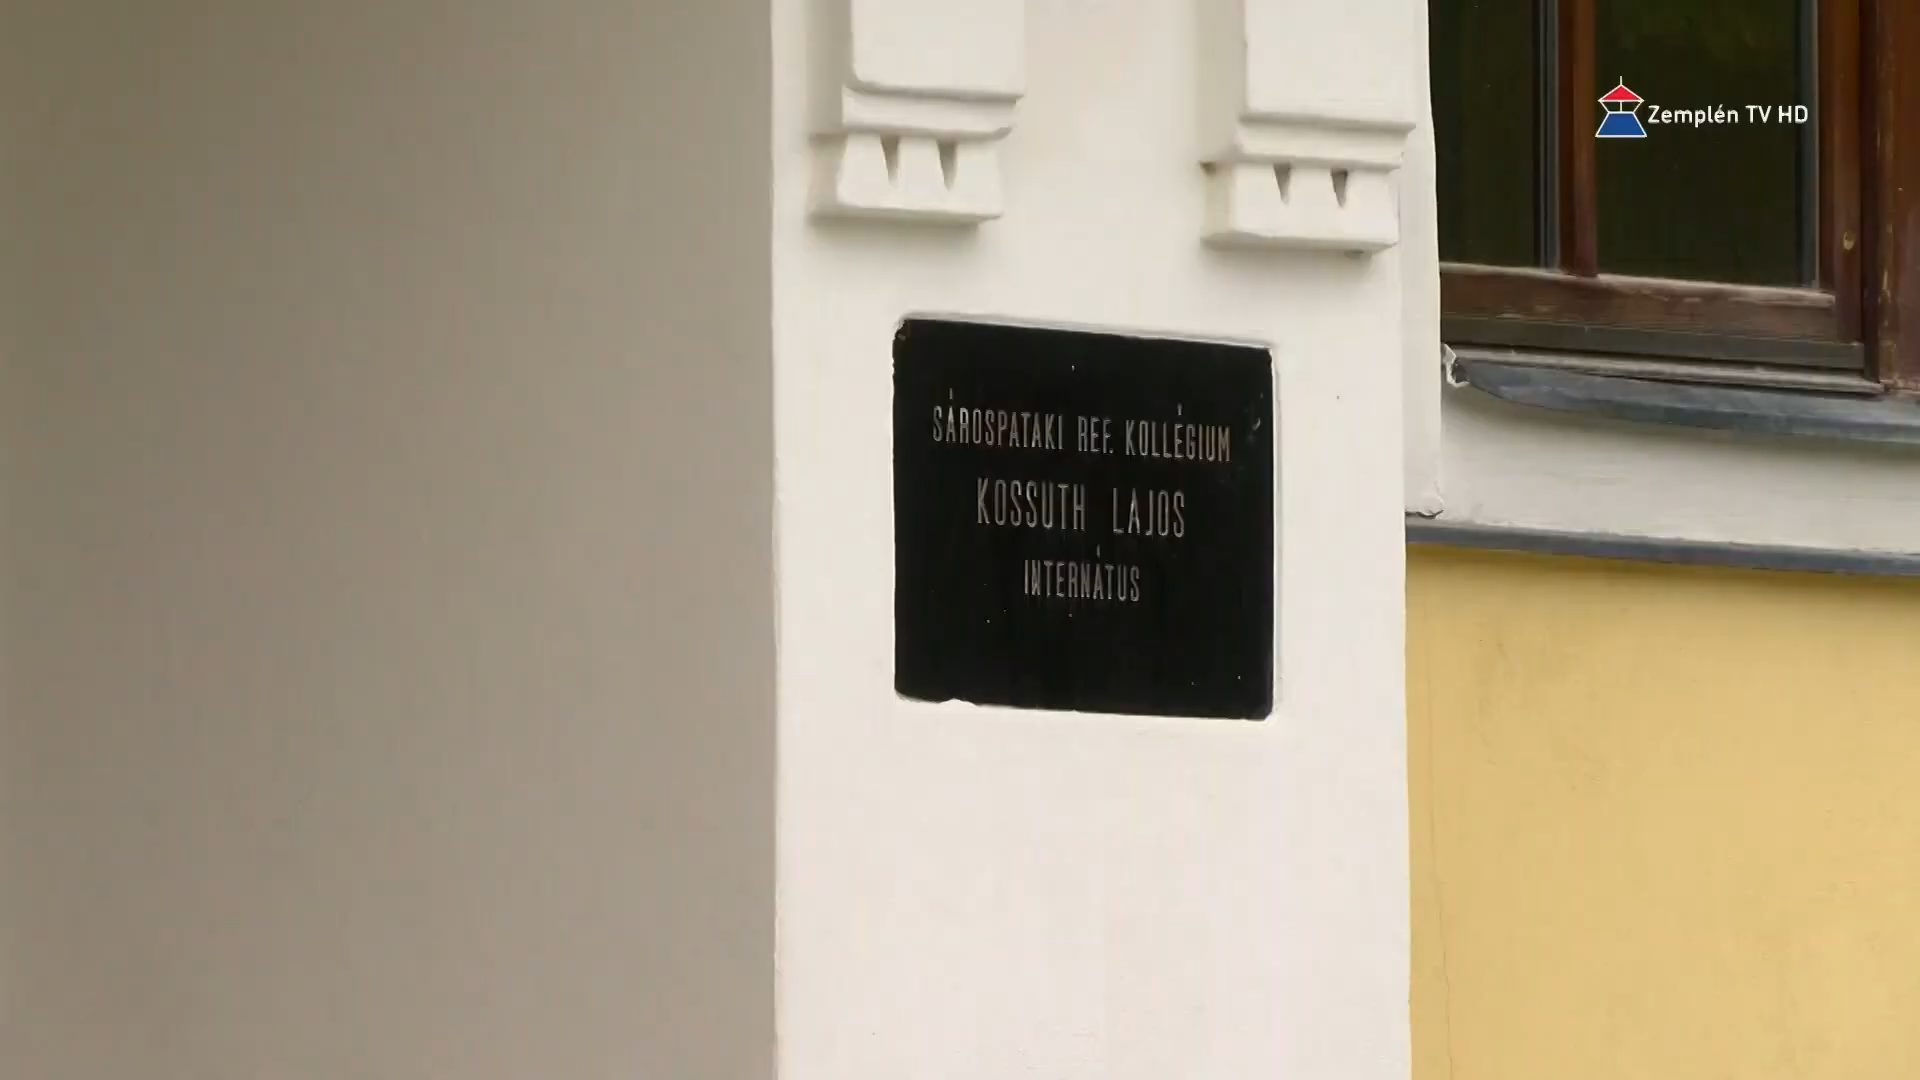 Zemplén TV HD
SÁROSPATAKI REF. KOLLÉGIUM
KOSSUTH LAJOS
INTERNÁTUS